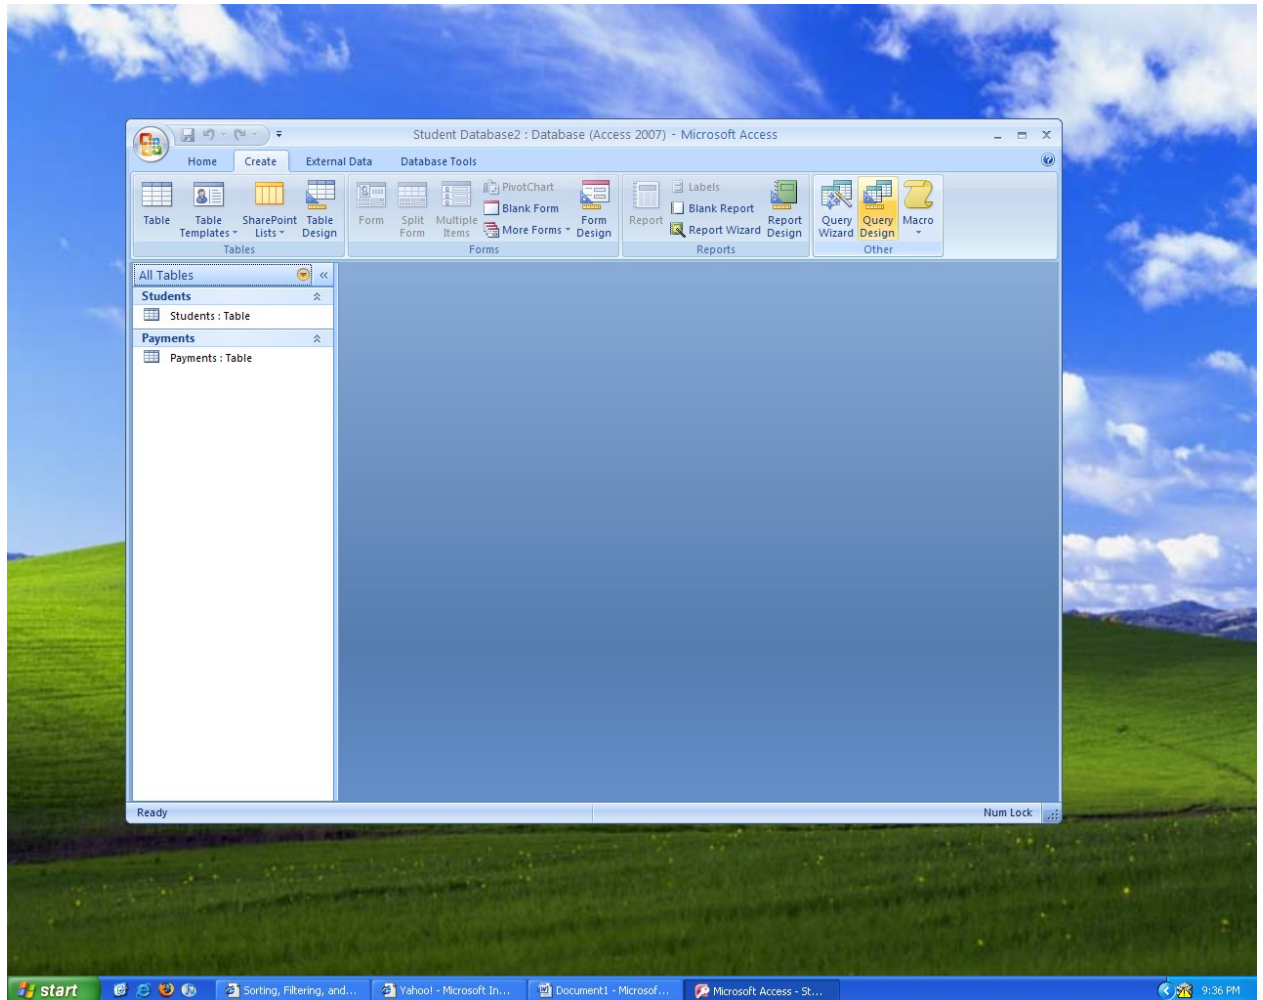 Student Database2 : Database (Access 2007) - Microsoft Access
Home Create External Data Database Tools
Table
Table Templates
SharePoint Lists
Table Design
Tables
Form
Split Form
Multiple Items
PivotChart
Blank Form
More Forms
Form Design
Forms
Report
Labels
Blank Report
Report Wizard
Report Design
Reports
Query Wizard
Query Design
Macro
Other
All Tables
Students
Students : Table
Payments
Payments : Table
Ready Num Lock
start Sorting, Filtering, and... Yahoo! - Microsoft In... Document1 - Microsof... Microsoft Access - St... 9:36 PM